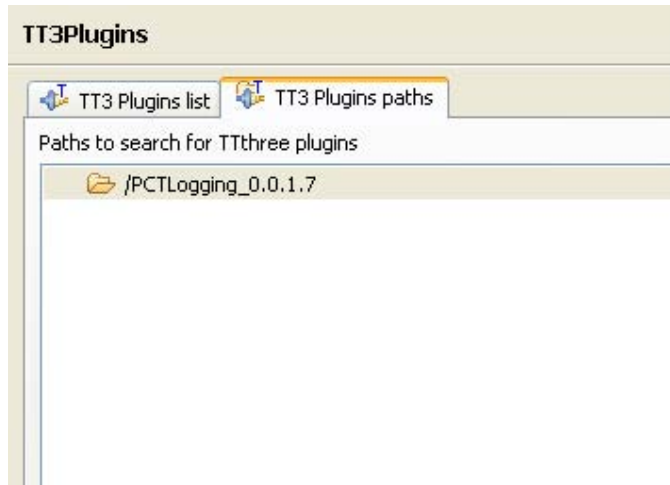 TT3Plugins
TT3 Plugins list TT3 Plugins paths
Paths to search for TTthree plugins
/PCTLogging_0.0.1.7